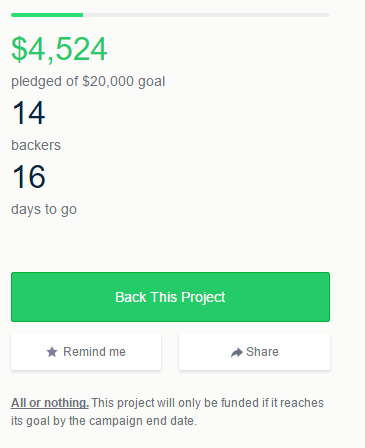 $4,524
pledged of $20,000 goal
14
backers
16
days to go
Back This Project
Remind me
Share
All or nothing. This project will only be funded if it reaches
its goal by the campaign end date.